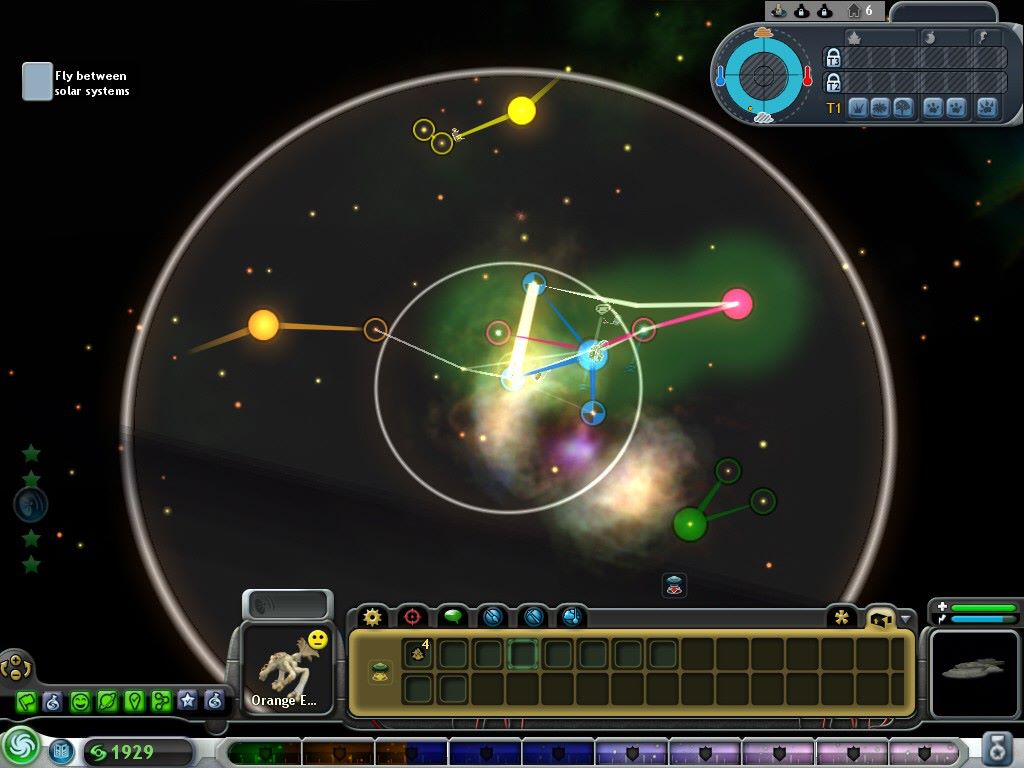 6
Fly between
solar systems
T3
T2
T1
4
Orange E...
1929